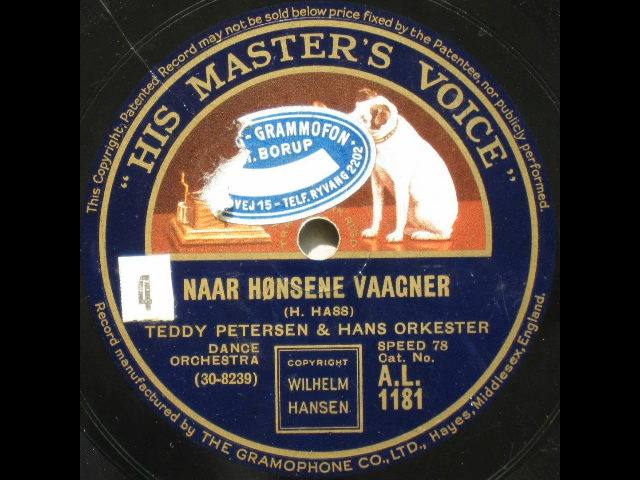 This Copyright, Patented Record may not be sold below price fixed by the Patentee, nor publicly performed.
"HIS MASTER'S VOICE"
- GRAMMOFON -
BORUP
VEJ 15 - TELF. RYVANG 2202
4
NAAR HØNSENE VAAGNER
(H. HASS)
TEDDY PETERSEN & HANS ORKESTER
DANCE
ORCHESTRA
(30-8239)
COPYRIGHT
WILHELM
HANSEN
SPEED 78
Cat. No.
A.L.
1181
Record manufactured by THE GRAMOPHONE CO., LTD., Hayes, Middlesex, England.